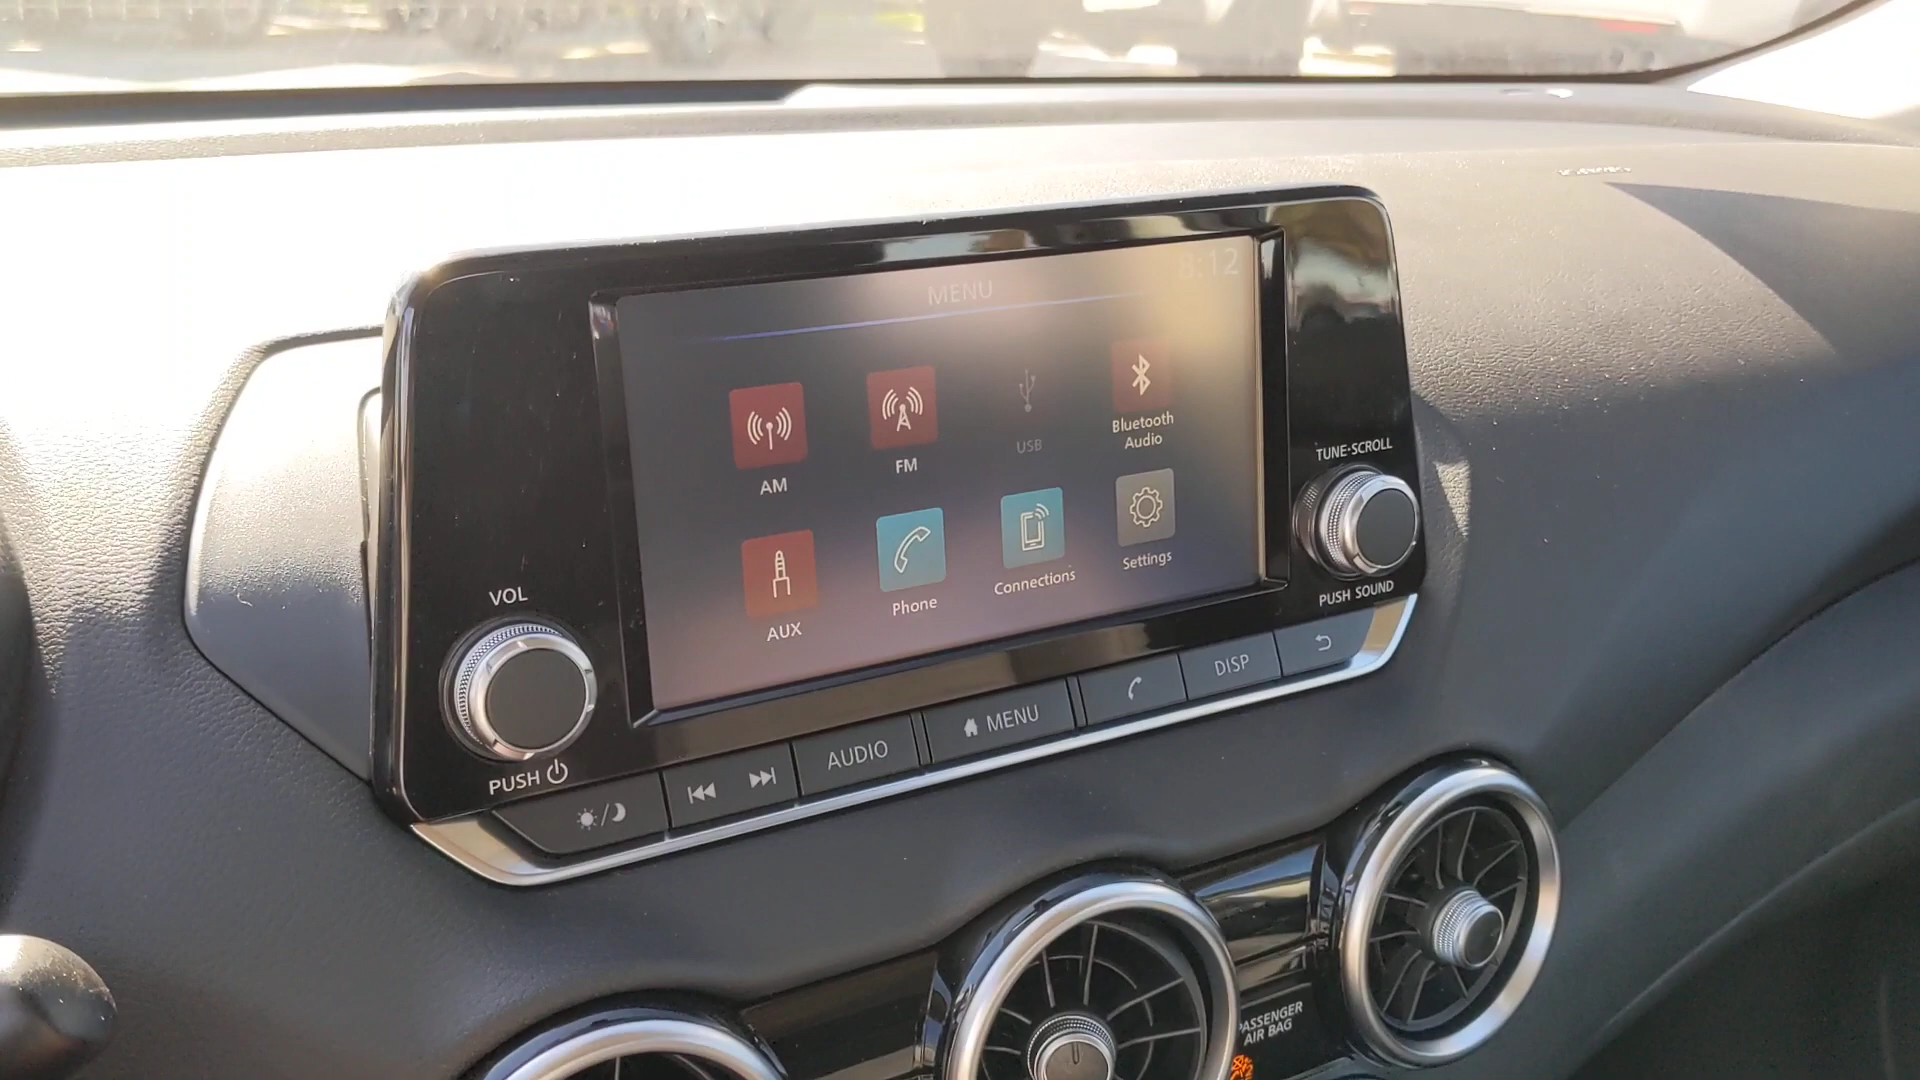 MENU
8:12
AM
FM
USB
Bluetooth
Audio
AUX
Phone
Connections
Settings
VOL
PUSH
TUNE·SCROLL
PUSH SOUND
AUDIO
MENU
DISP
PASSENGER
AIR BAG